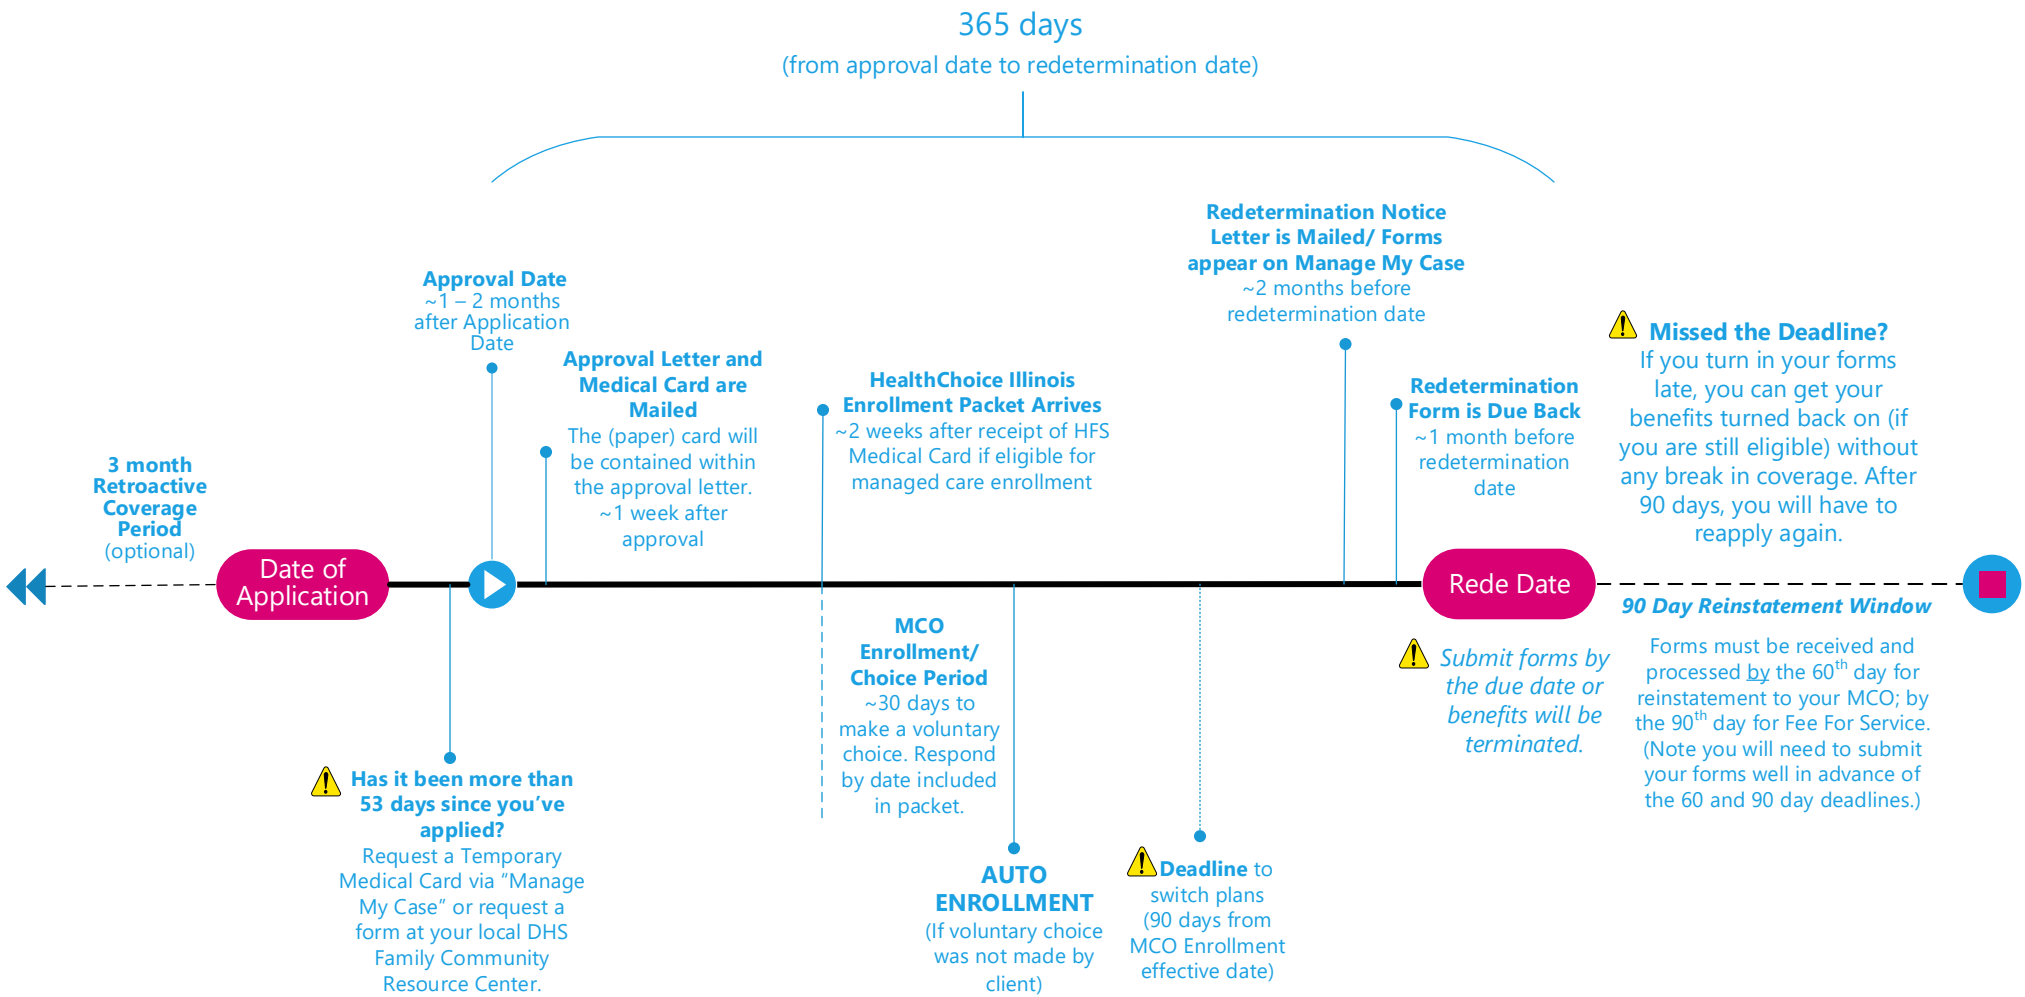 365 days
(from approval date to redetermination date)
3 month
Retroactive
Coverage
Period
(optional)
Date of
Application
Approval Date
~1 – 2 months
after Application
Date
Has it been more than
53 days since you’ve
applied?
Request a Temporary
Medical Card via “Manage
My Case” or request a
form at your local DHS
Family Community
Resource Center.
Approval Letter and
Medical Card are
Mailed
The (paper) card will
be contained within
the approval letter.
~1 week after
approval
HealthChoice Illinois
Enrollment Packet Arrives
~2 weeks after receipt of HFS
Medical Card if eligible for
managed care enrollment
MCO
Enrollment/
Choice Period
~30 days to
make a voluntary
choice. Respond
by date included
in packet.
AUTO
ENROLLMENT
(If voluntary choice
was not made by
client)
Deadline to
switch plans
(90 days from
MCO Enrollment
effective date)
Redetermination Notice
Letter is Mailed/ Forms
appear on Manage My Case
~2 months before
redetermination date
Redetermination
Form is Due Back
~1 month before
redetermination
date
Rede Date
Submit forms by
the due date or
benefits will be
terminated.
Missed the Deadline?
If you turn in your forms
late, you can get your
benefits turned back on (if
you are still eligible) without
any break in coverage. After
90 days, you will have to
reapply again.
90 Day Reinstatement Window
Forms must be received and
processed by the 60th day for
reinstatement to your MCO; by
the 90th day for Fee For Service.
(Note you will need to submit
your forms well in advance of
the 60 and 90 day deadlines.)